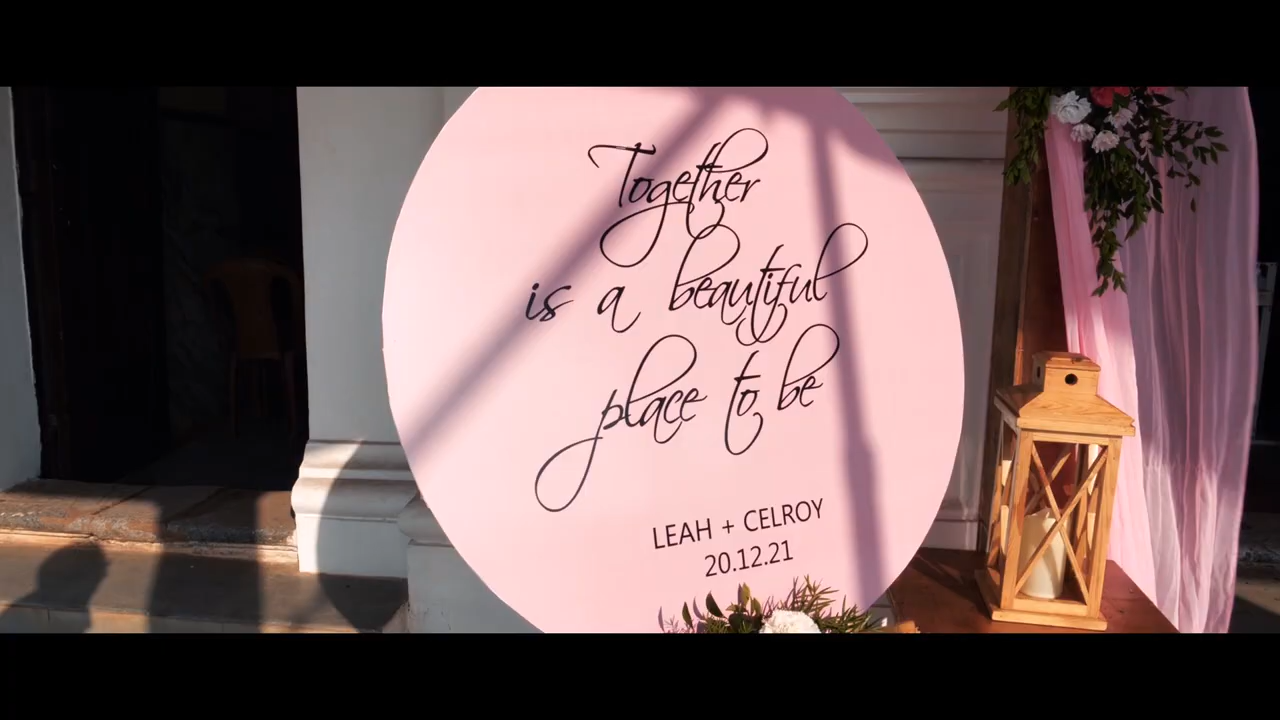 Together
is a beautiful
place to be
LEAH + CELROY
20.12.21